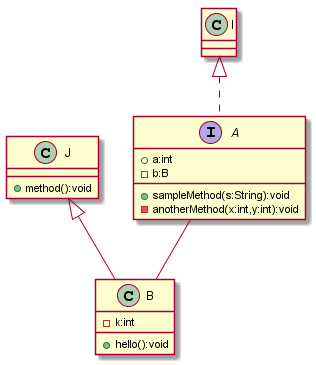 C I
I A
a:int
b:B
sampleMethod(s:String):void
anotherMethod(x:int,y:int):void
C J
method():void
C B
k:int
hello():void